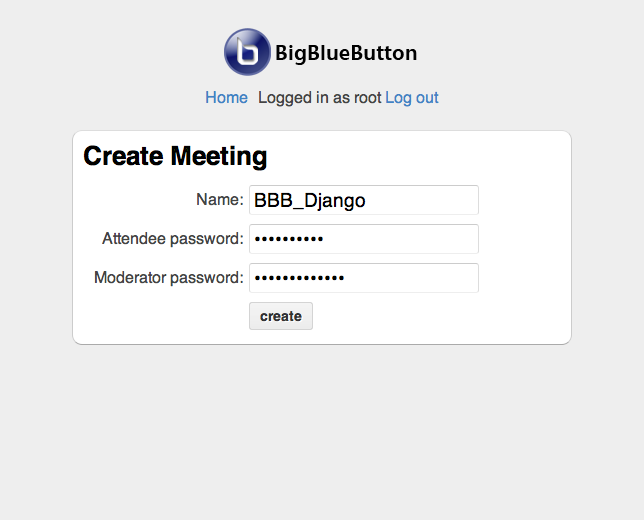 BigBlueButton
Home Logged in as root Log out
Create Meeting
Name: BBB_Django
Attendee password: ••••••••••
Moderator password: •••••••••••••
create